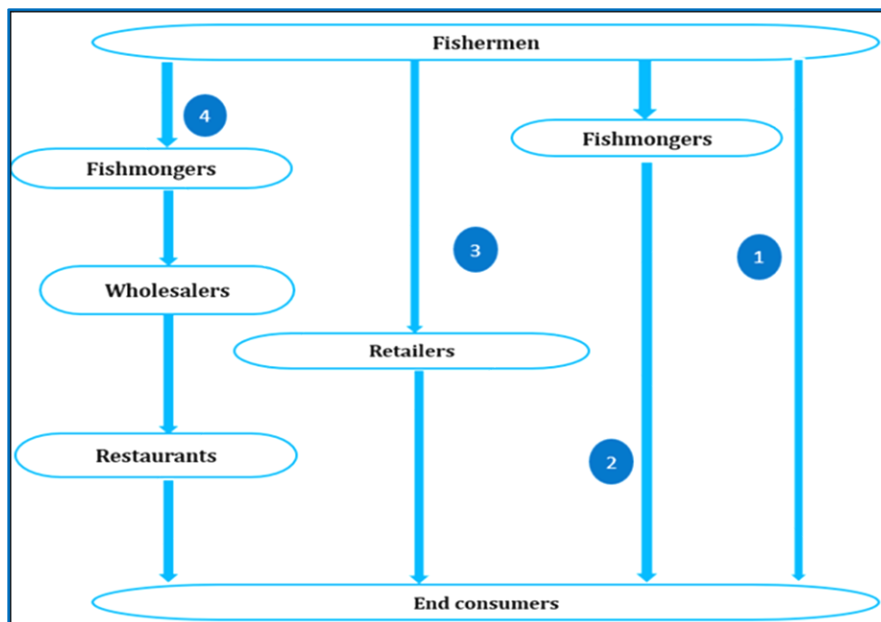 Fishermen
4
Fishmongers
Fishmongers
3
1
Wholesalers
Retailers
Restaurants
2
End consumers